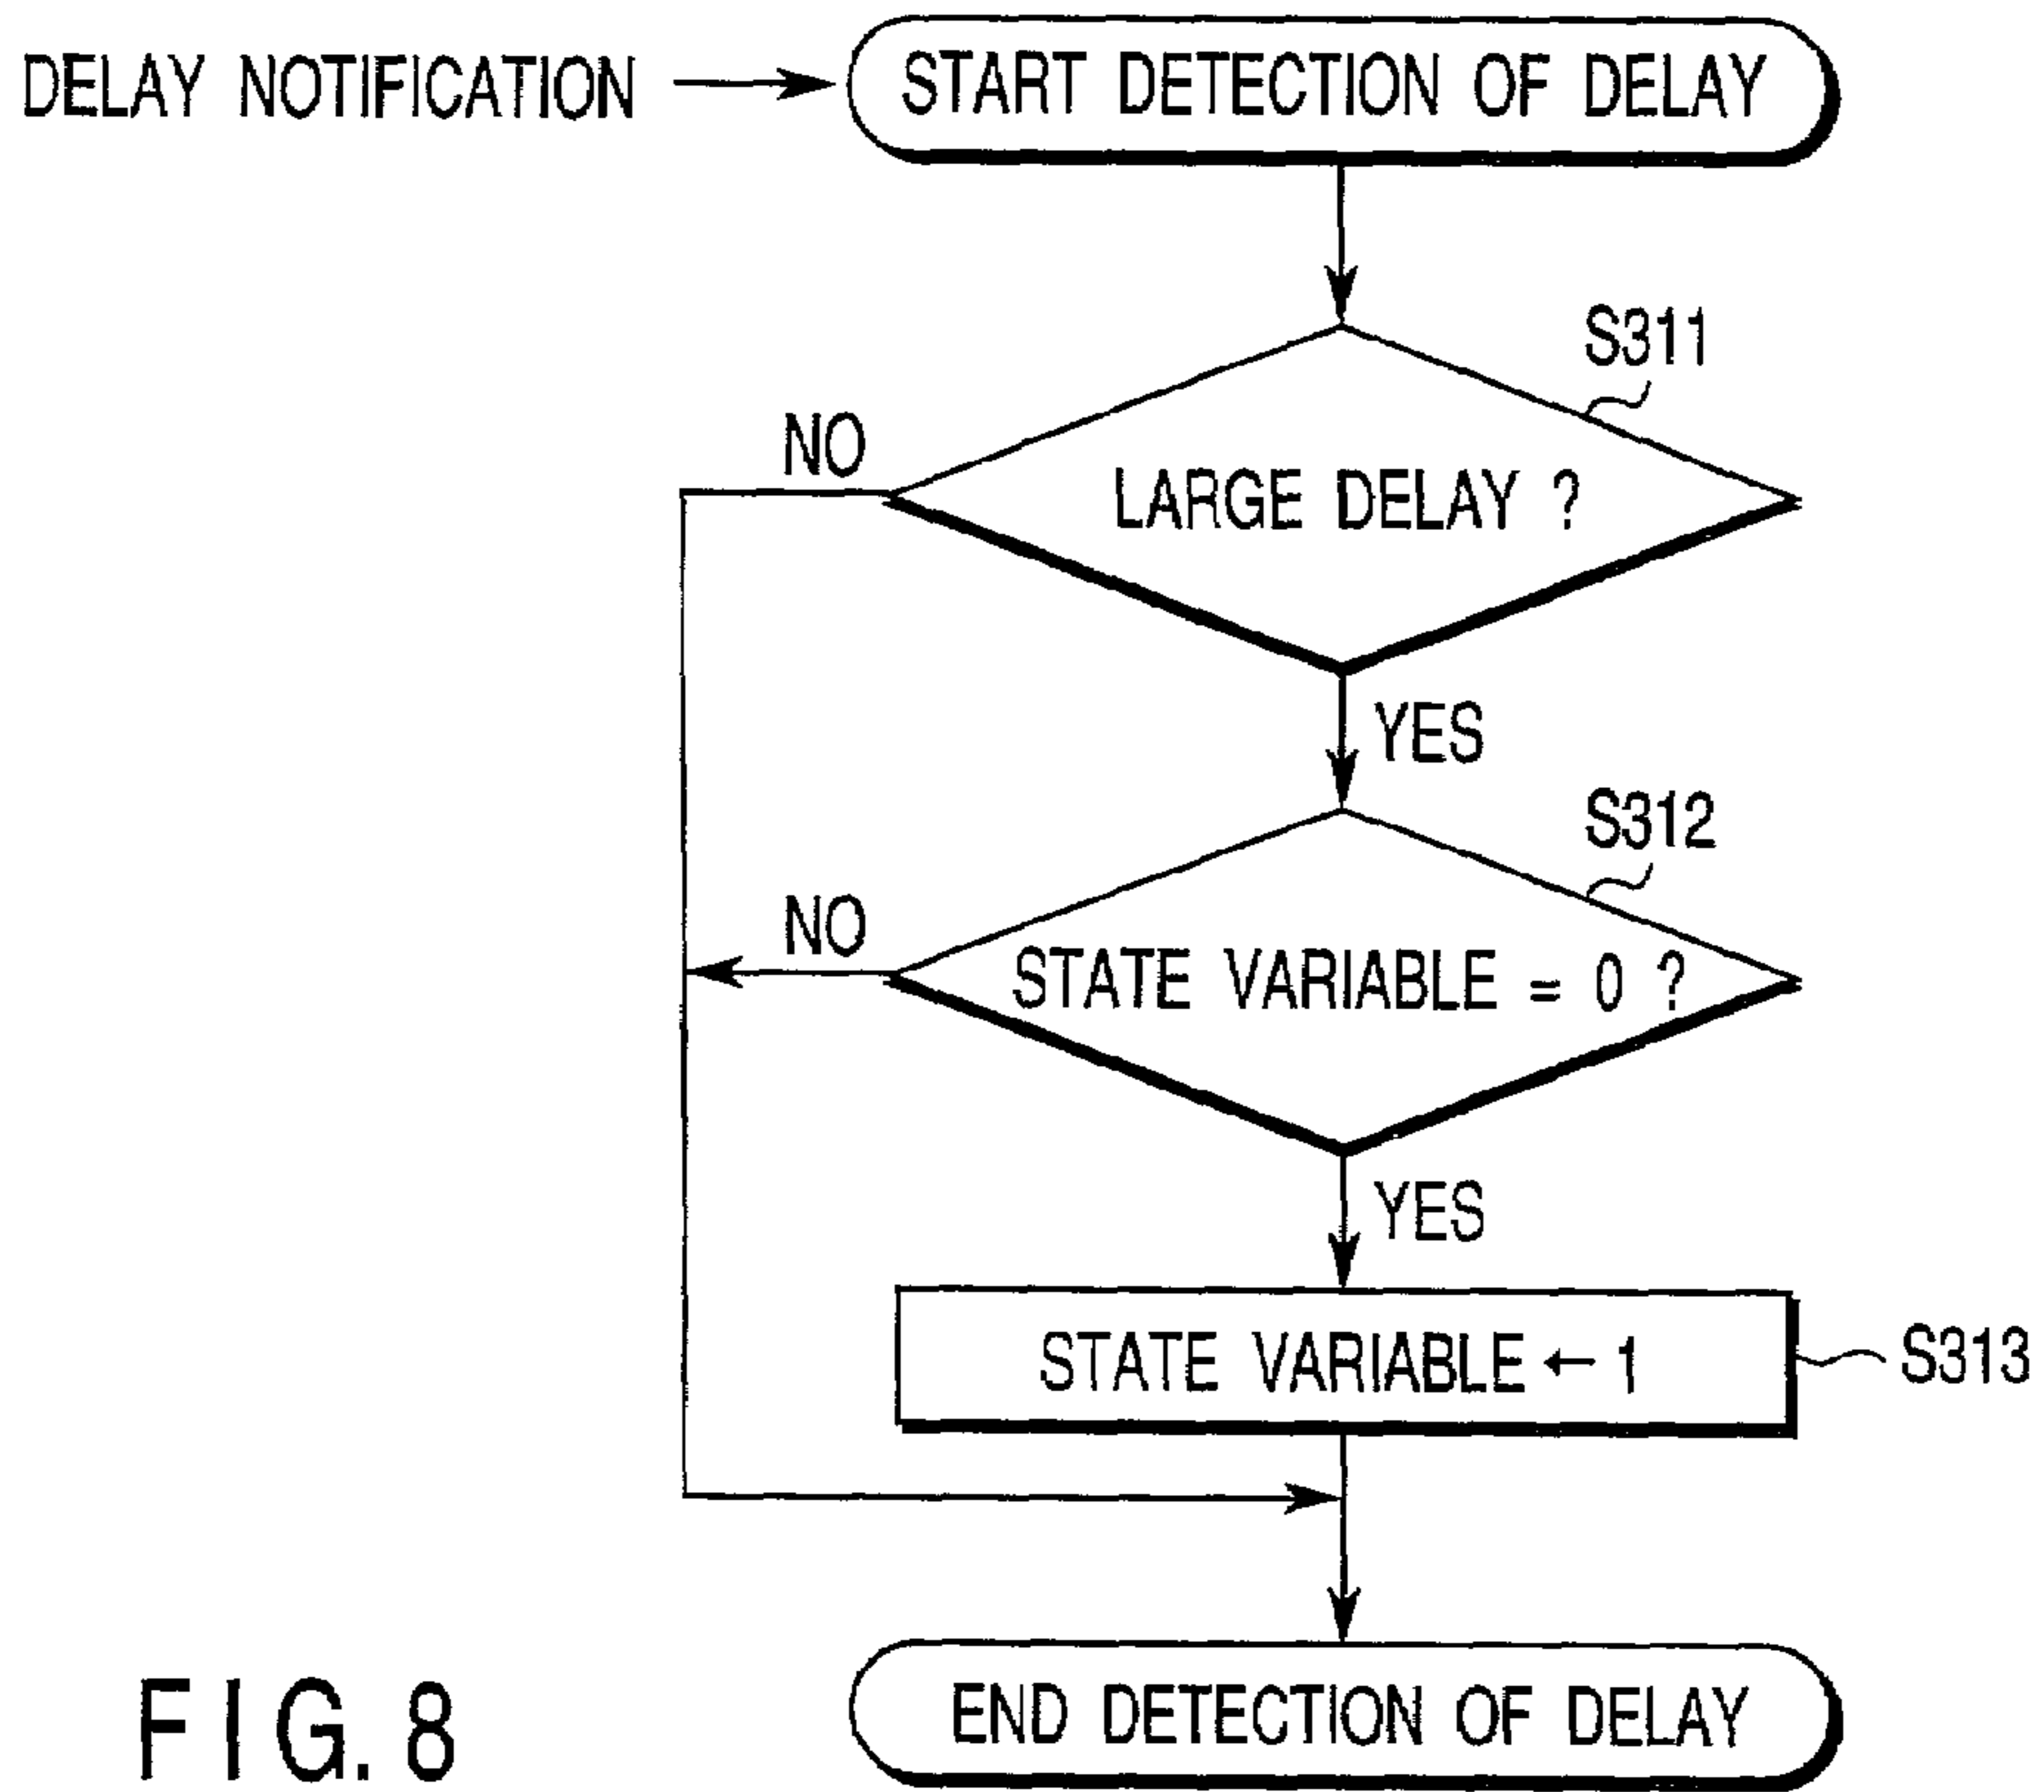 DELAY NOTIFICATION
START DETECTION OF DELAY
S311
NO
LARGE DELAY ?
YES
S312
NO
STATE VARIABLE = 0 ?
YES
STATE VARIABLE ← 1
S313
END DETECTION OF DELAY
FIG. 8